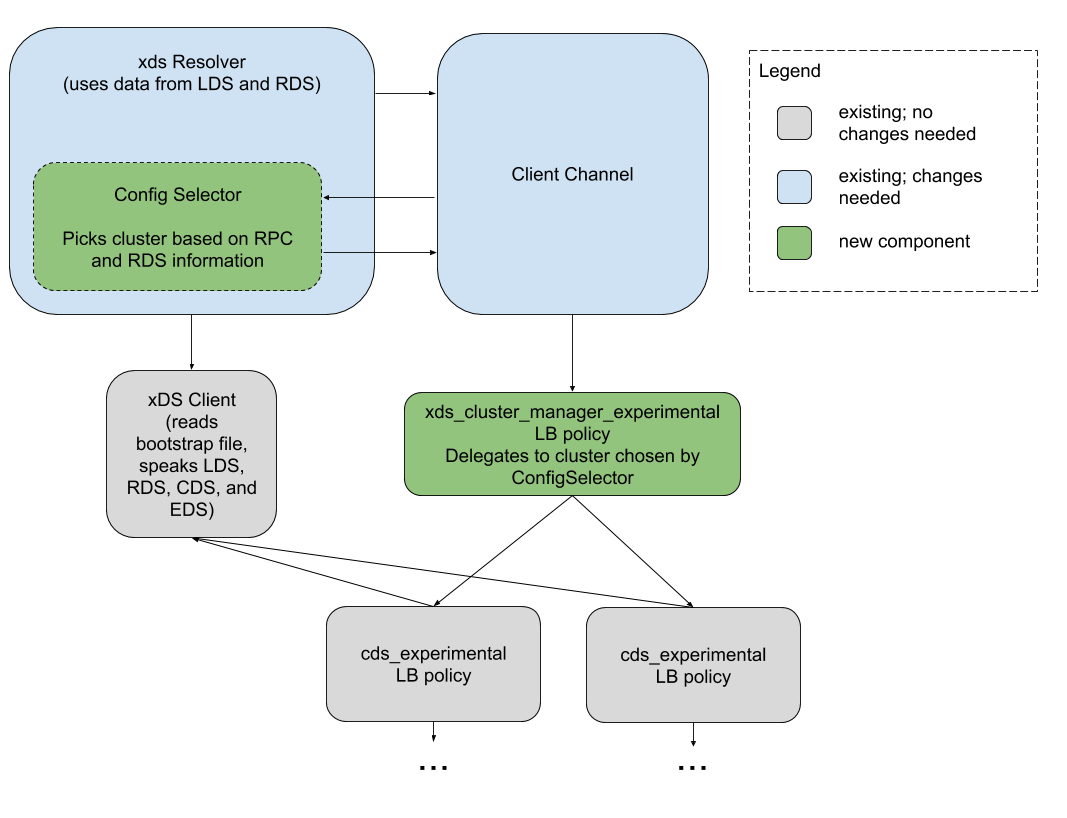 xds Resolver
(uses data from LDS and RDS)
Config Selector
Picks cluster based on RPC
and RDS information
Client Channel
Legend
existing; no
changes needed
existing; changes
needed
new component
xDS Client
(reads
bootstrap file,
speaks LDS,
RDS, CDS, and
EDS)
xds_cluster_manager_experimental
LB policy
Delegates to cluster chosen by
ConfigSelector
cds_experimental
LB policy
cds_experimental
LB policy
...
...